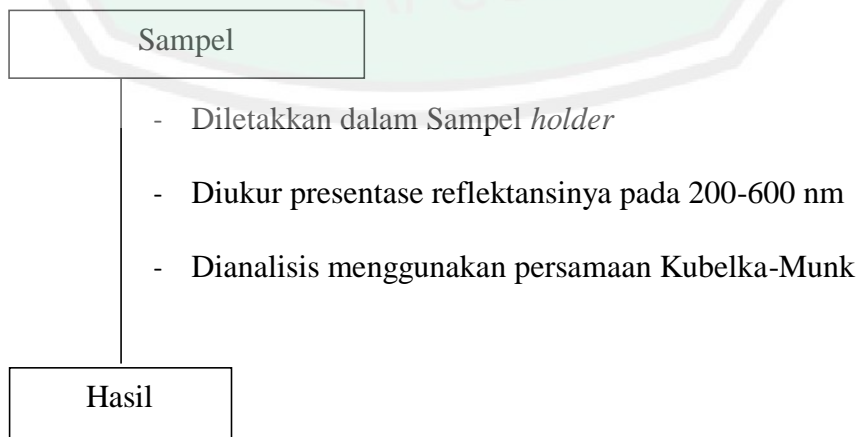 Sampel
- Diletakkan dalam Sampel holder
- Diukur presentase reflektansinya pada 200-600 nm
- Dianalisis menggunakan persamaan Kubelka-Munk
Hasil